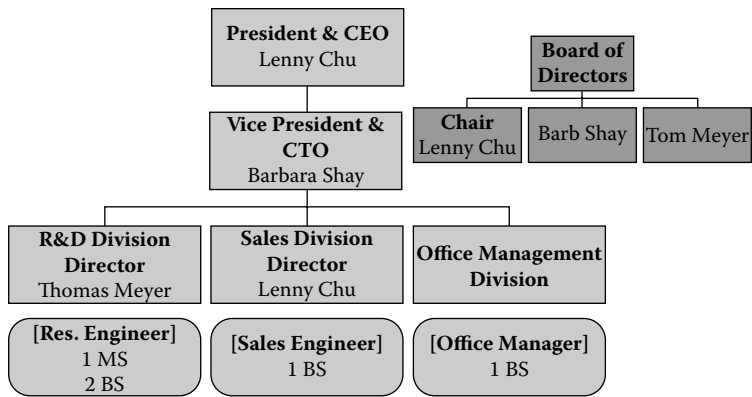 President & CEO
Lenny Chu
Vice President &
CTO
Barbara Shay
Board of
Directors
Chair
Lenny Chu
Barb Shay
Tom Meyer
R&D Division
Director
Thomas Meyer
Sales Division
Director
Lenny Chu
Office Management
Division
[Res. Engineer]
1 MS
2 BS
[Sales Engineer]
1 BS
[Office Manager]
1 BS